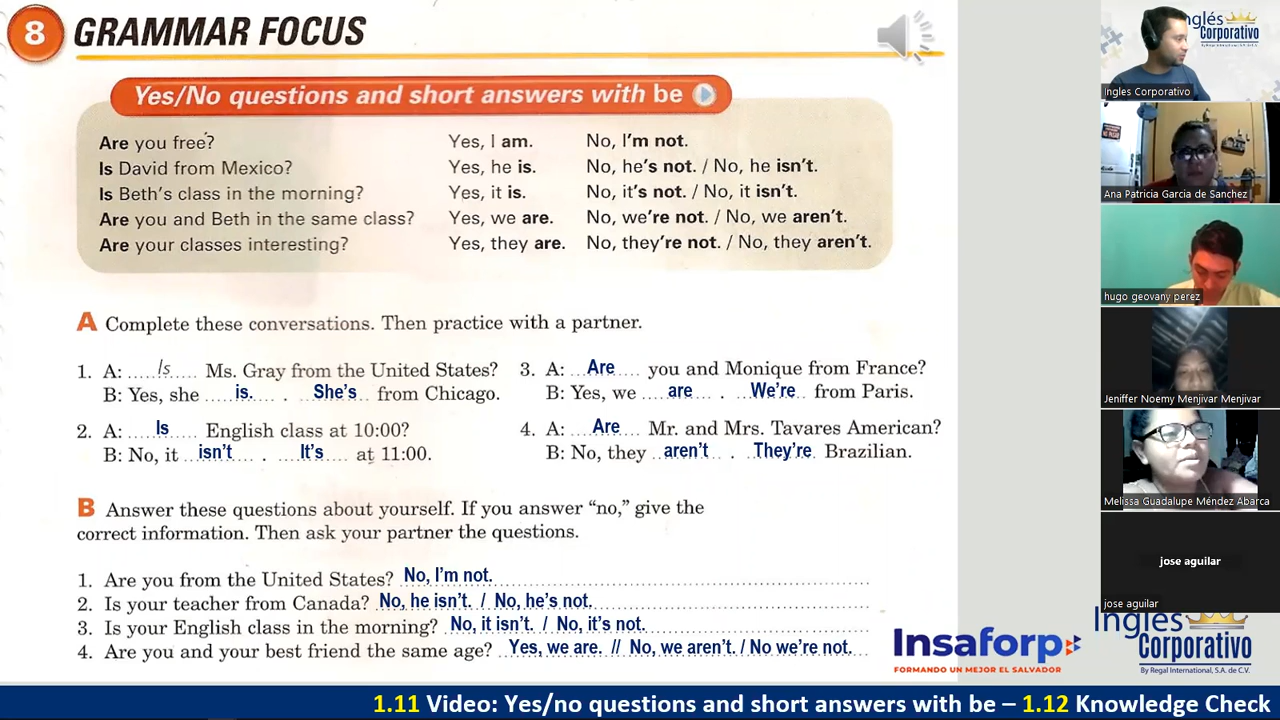 8 GRAMMAR FOCUS
Yes/No questions and short answers with be
Are you free? Yes, I am. No, I'm not.
Is David from Mexico? Yes, he is. No, he's not. / No, he isn't.
Is Beth's class in the morning? Yes, it is. No, it's not. / No, it isn't.
Are you and Beth in the same class? Yes, we are. No, we're not. / No, we aren't.
Are your classes interesting? Yes, they are. No, they're not. / No, they aren't.
A Complete these conversations. Then practice with a partner.
1. A: Is Ms. Gray from the United States?
B: Yes, she is. . She's from Chicago.
2. A: Is English class at 10:00?
B: No, it isn't . It's at 11:00.
3. A: Are you and Monique from France?
B: Yes, we are . We're from Paris.
4. A: Are Mr. and Mrs. Tavares American?
B: No, they aren't . They're Brazilian.
B Answer these questions about yourself. If you answer “no,” give the
correct information. Then ask your partner the questions.
1. Are you from the United States? No, I'm not.
2. Is your teacher from Canada? No, he isn't. / No, he's not.
3. Is your English class in the morning? No, it isn't. / No, it's not.
4. Are you and your best friend the same age? Yes, we are. // No, we aren't. / No we're not.
Insaforp
FORMANDO UN MEJOR EL SALVADOR
Inglés
Corporativo
By Regal International, S.A. de C.V.
1.11 Video: Yes/no questions and short answers with be – 1.12 Knowledge Check
Inglés
Corporativo
By Regal International, S.A. de C.V.
Ingles Corporativo
Ana Patricia Garcia de Sanchez
hugo geovany perez
Jeniffer Noemy Menjivar Menjivar
Melissa Guadalupe Méndez Abarca
jose aguilar
jose aguilar